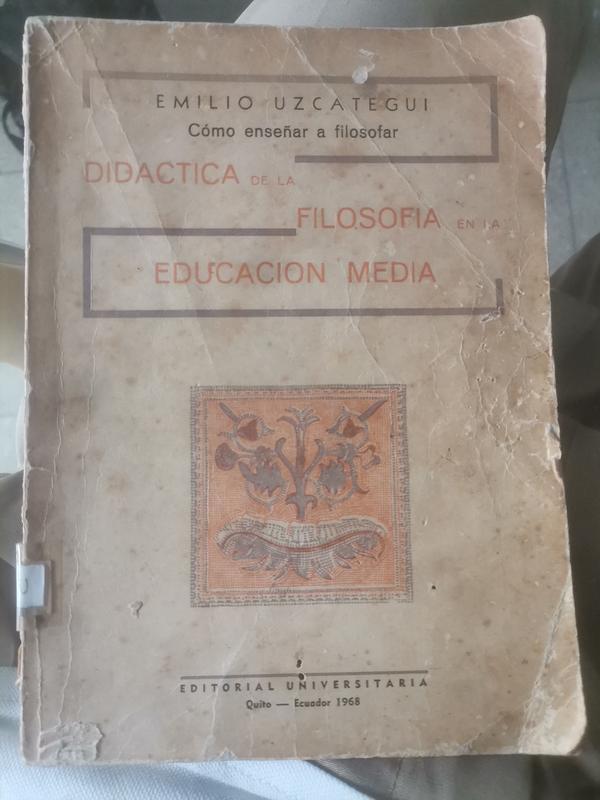 EMILIO UZCATEGUI
Cómo enseñar a filosofar
DIDACTICA DE LA
FILOSOFIA EN LA
EDUCACION MEDIA
EDITORIAL UNIVERSITARIA
Quito — Ecuador 1968